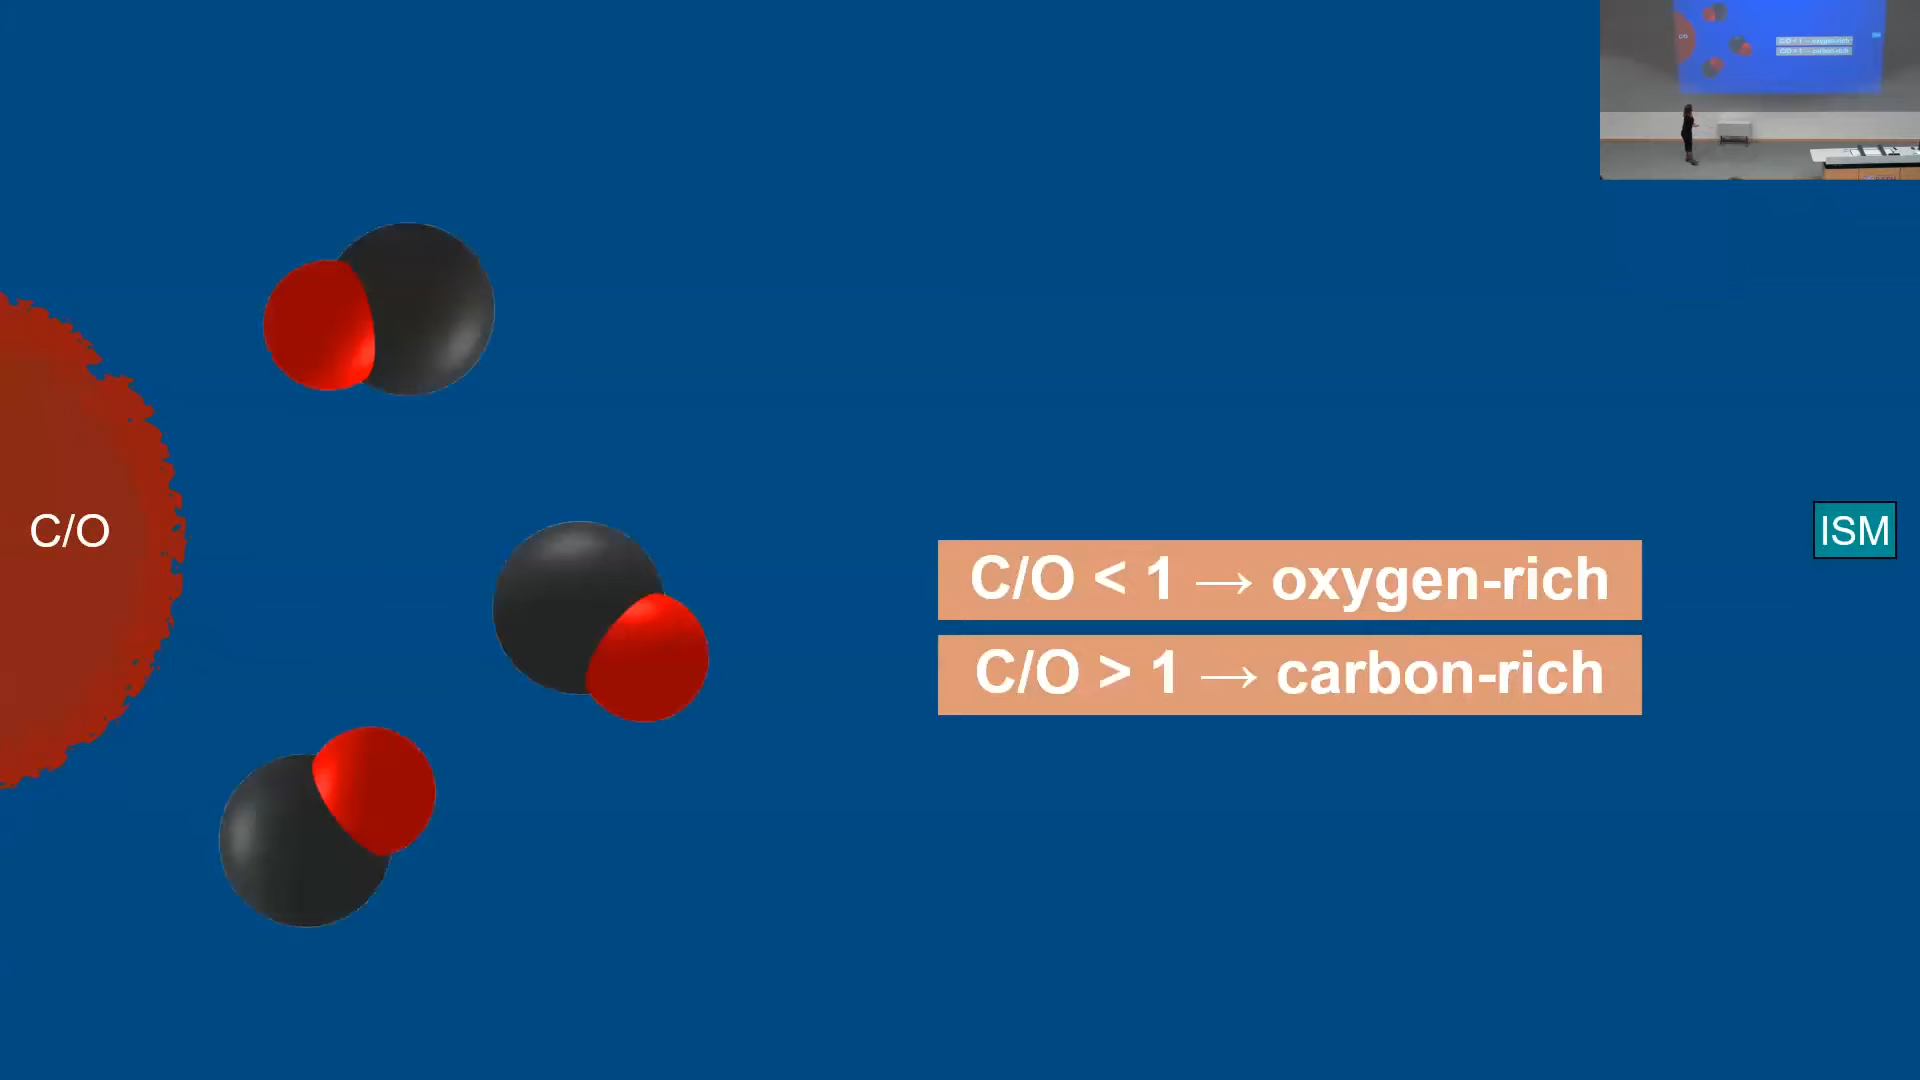 C/O
C/O < 1 → oxygen-rich
C/O > 1 → carbon-rich
ISM